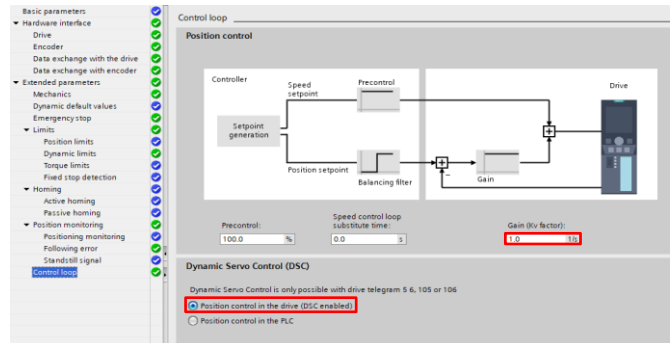 Basic parameters
Hardware interface
Drive
Encoder
Data exchange with the drive
Data exchange with encoder
Extended parameters
Mechanics
Dynamic default values
Emergency stop
Limits
Position limits
Dynamic limits
Torque limits
Fixed stop detection
Homing
Active homing
Passive homing
Position monitoring
Positioning monitoring
Following error
Standstill signal
Control loop
Control loop
Position control
Controller
Speed
setpoint
Precontrol
Drive
Setpoint
generation
Position setpoint
Balancing filter
Gain
Precontrol:
100.0 %
Speed control loop
substitute time:
0.0 s
Gain (Kv factor):
1.0 1/s
Dynamic Servo Control (DSC)
Dynamic Servo Control is only possible with drive telegram 5 6, 105 or 106
Position control in the drive (DSC enabled)
Position control in the PLC